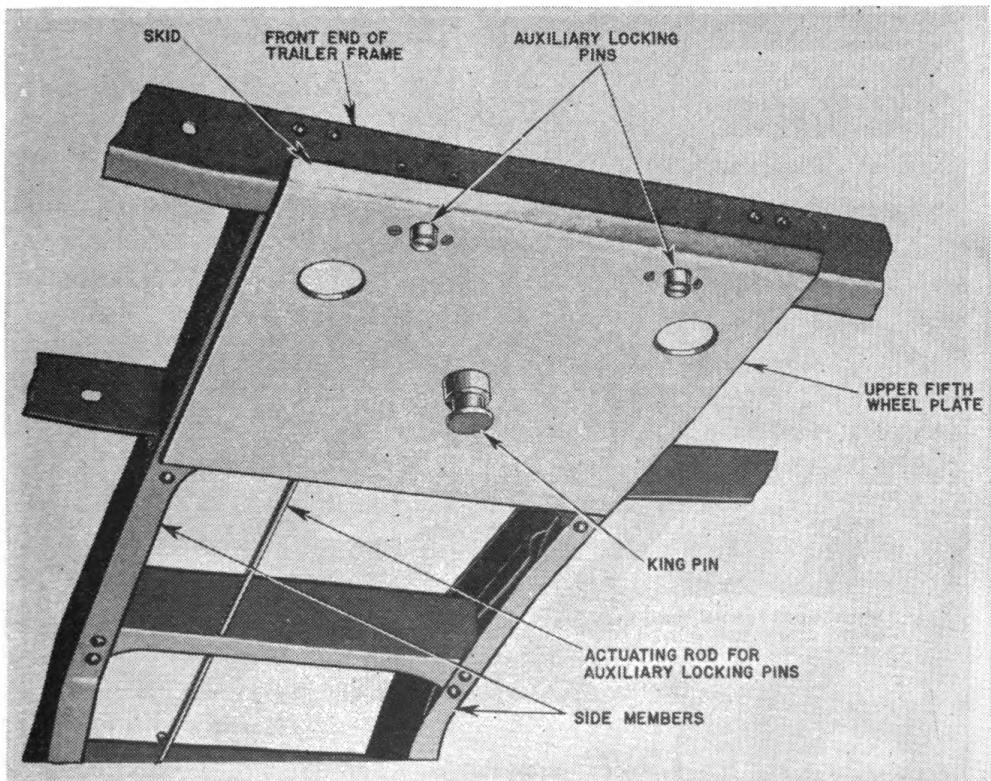 SKID
FRONT END OF
TRAILER FRAME
AUXILIARY LOCKING
PINS
UPPER FIFTH
WHEEL PLATE
KING PIN
ACTUATING ROD FOR
AUXILIARY LOCKING PINS
SIDE MEMBERS